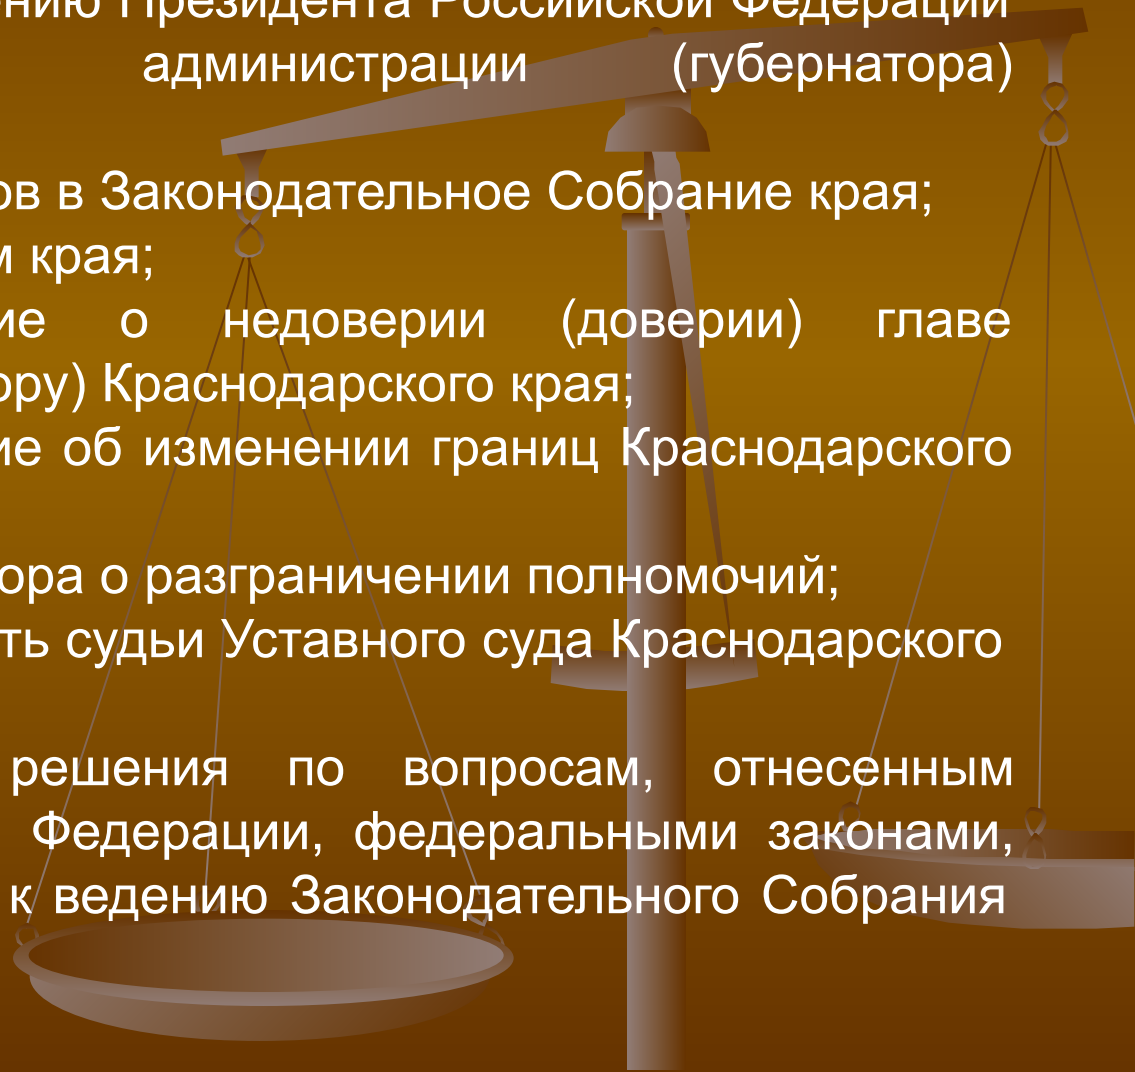 ению Президента Российской Федерации
администрации (губернатора)
ов в Законодательное Собрание края;
м края;
ие о недоверии (доверии) главе
ору) Краснодарского края;
ие об изменении границ Краснодарского
ора о разграничении полномочий;
ть судьи Уставного суда Краснодарского
решения по вопросам, отнесенным
Федерации, федеральными законами,
к ведению Законодательного Собрания